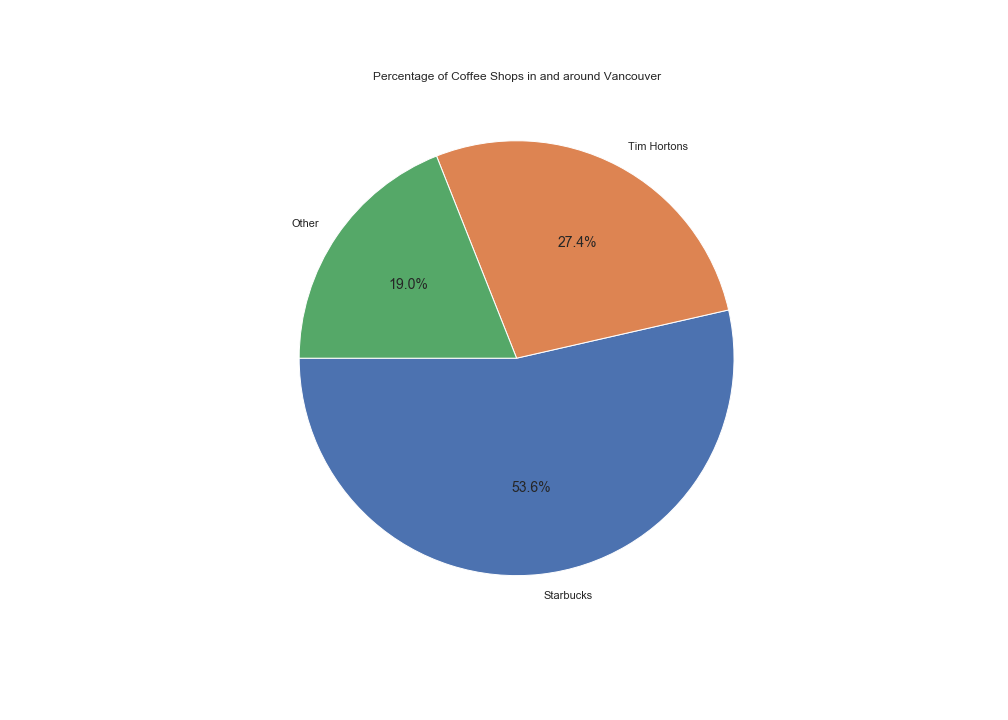 Percentage of Coffee Shops in and around Vancouver
Tim Hortons
Other
27.4%
19.0%
53.6%
Starbucks